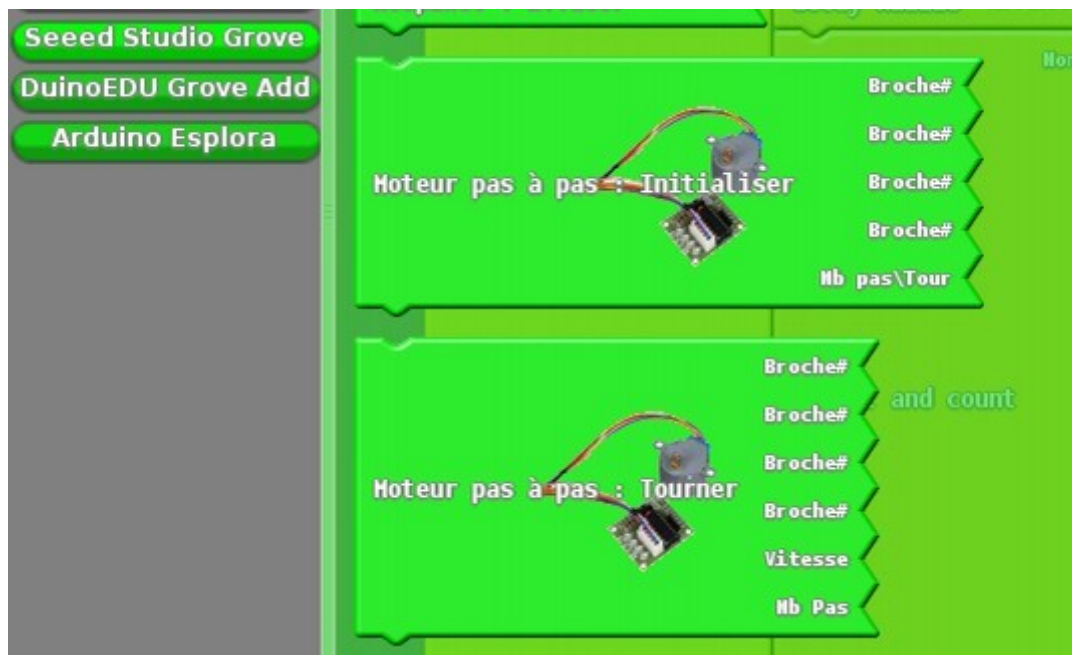 Seeed Studio Grove
DuinoEDU Grove Add
Arduino Esplora
Broche#
Broche#
Moteur pas à pas : Initialiser
Broche#
Broche#
Nb pas\Tour
Broche#
and count
Broche#
Broche#
Moteur pas à pas : Tourner
Broche#
Vitesse
Nb Pas